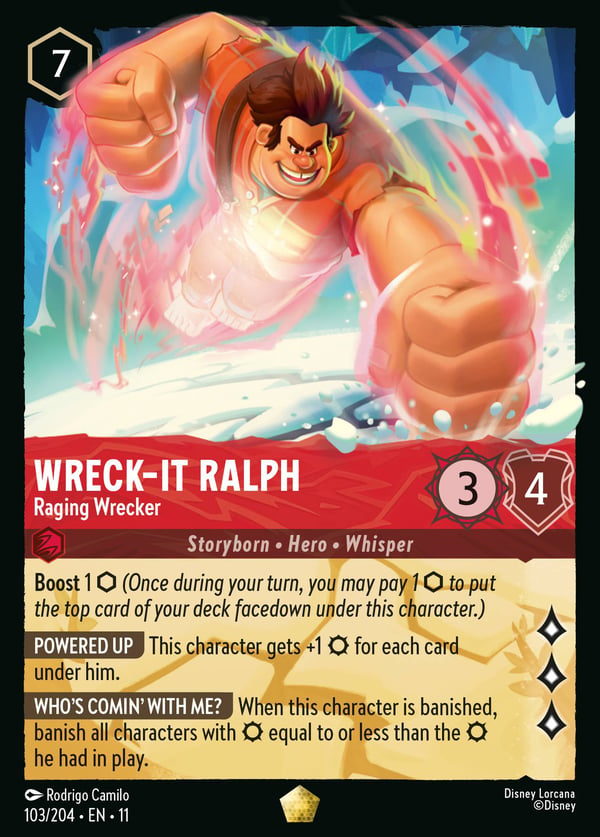 7
WRECK-IT RALPH
Raging Wrecker
3
4
Storyborn • Hero • Whisper
Boost 1 ⬡ (Once during your turn, you may pay 1 ⬡ to put
the top card of your deck facedown under this character.)
POWERED UP This character gets +1 ¤ for each card
under him.
WHO'S COMIN' WITH ME? When this character is banished,
banish all characters with ¤ equal to or less than the ¤
he had in play.
Rodrigo Camilo
103/204 • EN • 11
Disney Lorcana
©Disney